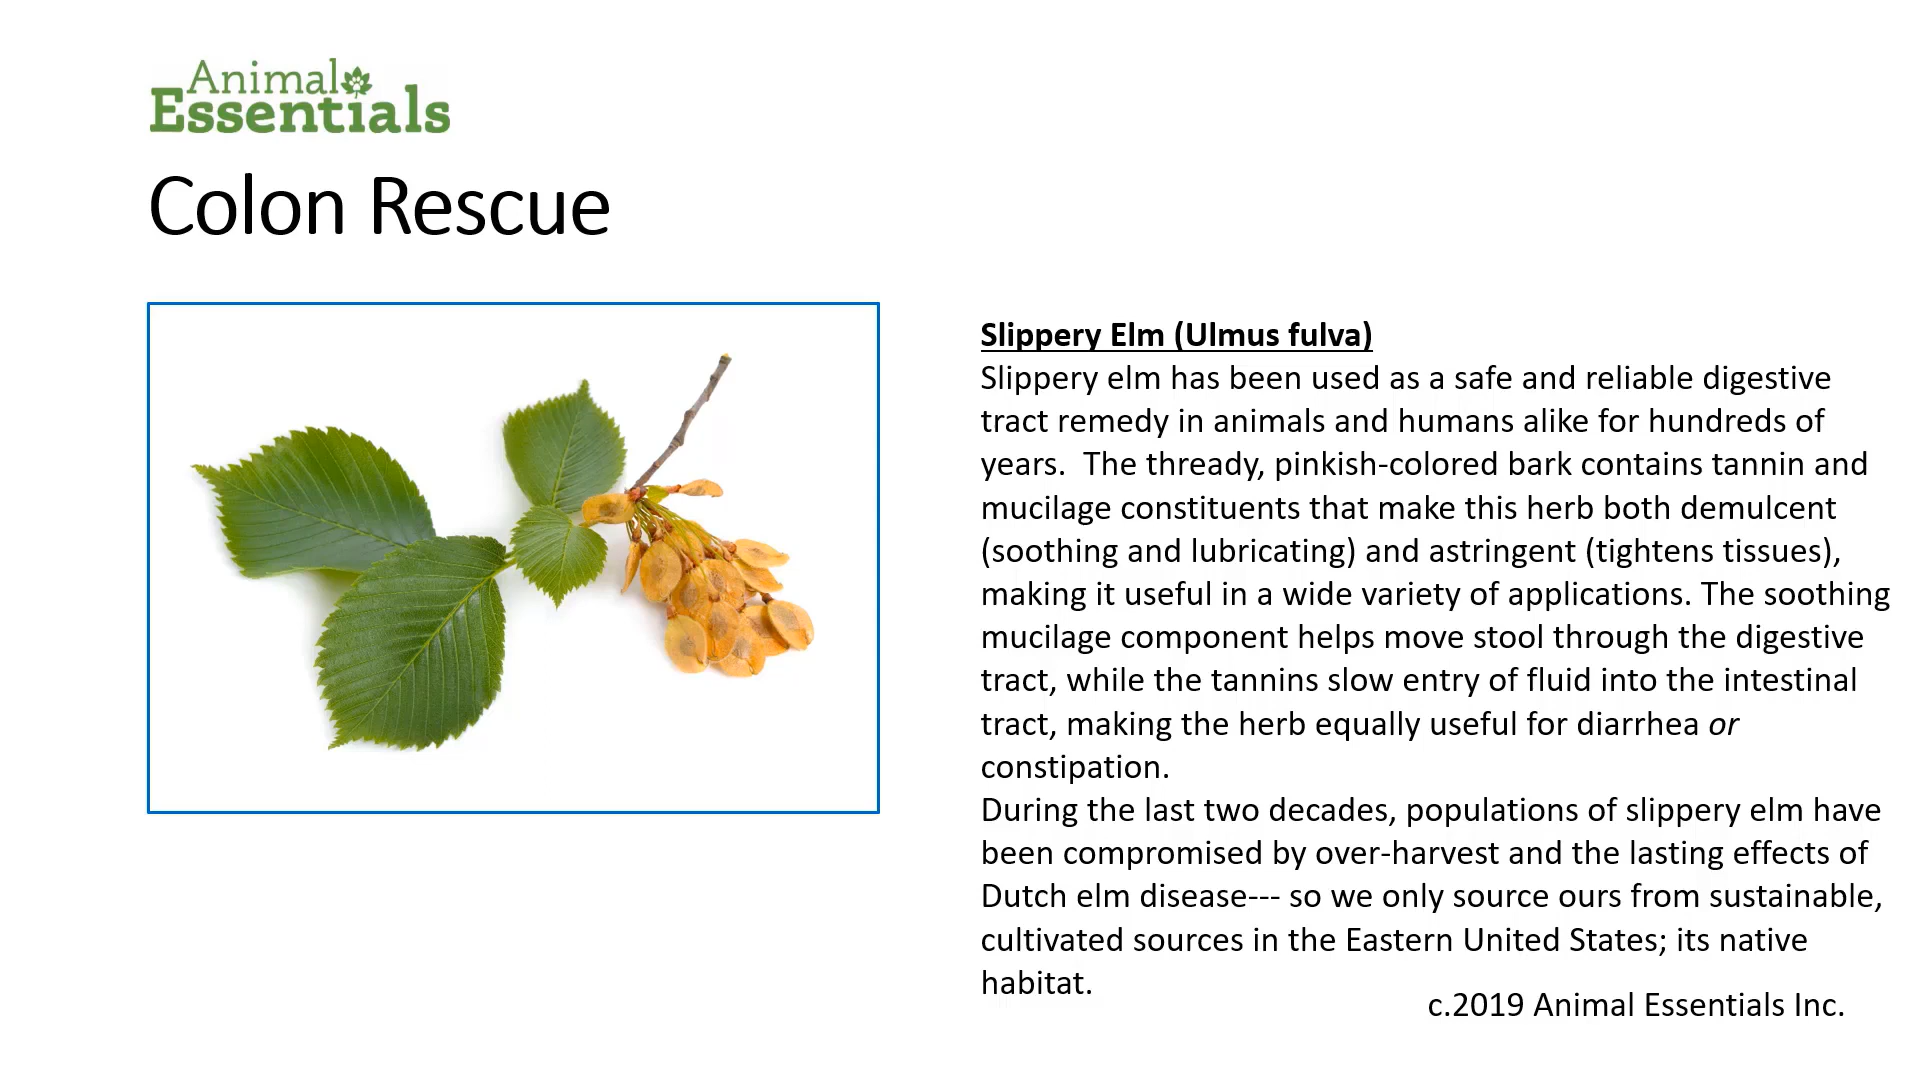 Animal
Essentials
Colon Rescue
Slippery Elm (Ulmus fulva)
Slippery elm has been used as a safe and reliable digestive
tract remedy in animals and humans alike for hundreds of
years.  The thready, pinkish-colored bark contains tannin and
mucilage constituents that make this herb both demulcent
(soothing and lubricating) and astringent (tightens tissues),
making it useful in a wide variety of applications. The soothing
mucilage component helps move stool through the digestive
tract, while the tannins slow entry of fluid into the intestinal
tract, making the herb equally useful for diarrhea or
constipation.
During the last two decades, populations of slippery elm have
been compromised by over-harvest and the lasting effects of
Dutch elm disease--- so we only source ours from sustainable,
cultivated sources in the Eastern United States; its native
habitat.
c.2019 Animal Essentials Inc.